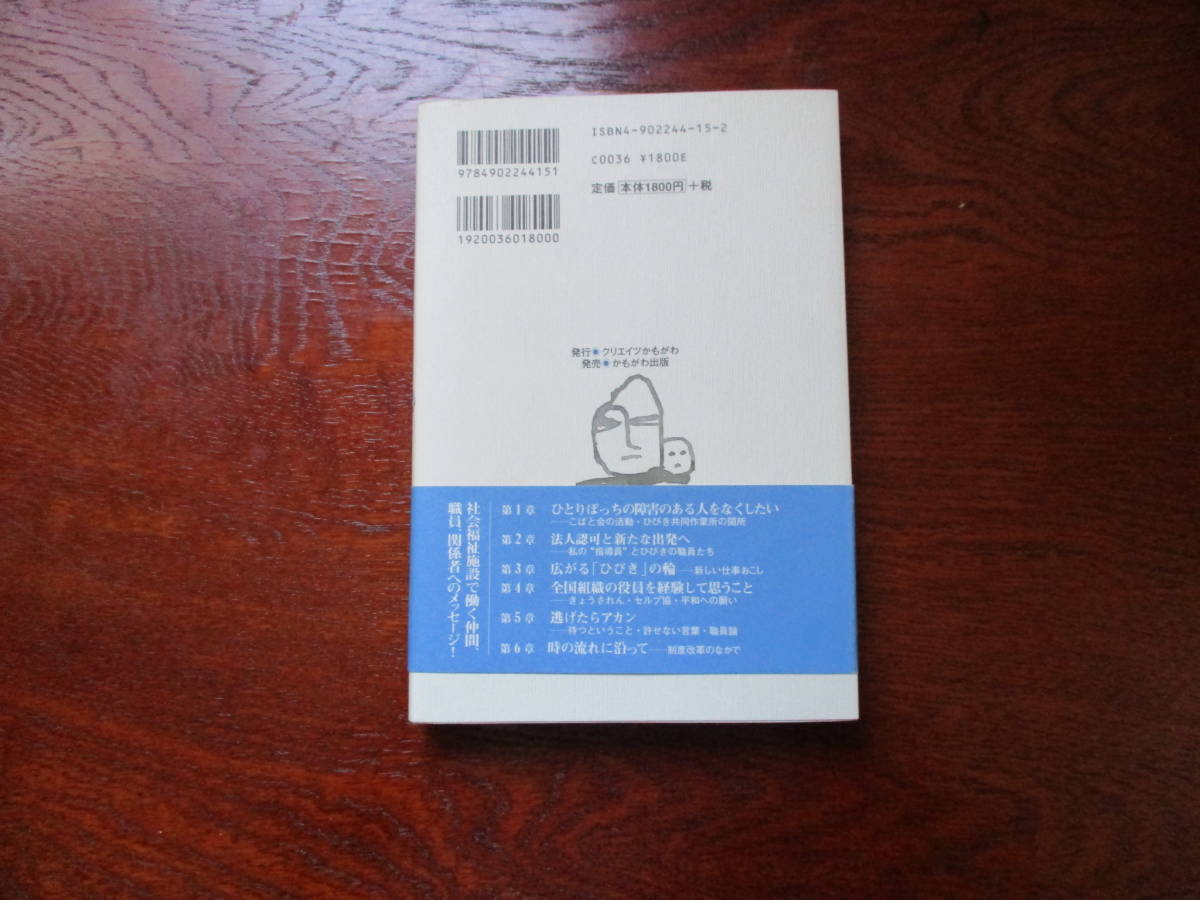 ISBN4-902244-15-2
C0036 ¥1800E
定価 本体1800円 +税
9784902244151
1920036018000
発行●クリエイツかもがわ
発売●かもがわ出版
社会福祉施設で働く仲間、
職員、関係者へのメッセージ！
第1章 ひとりぼっちの障害のある人をなくしたい
──こばと会の活動・ひびき共同作業所の開所
第2章 法人認可と新たな出発へ
──私の“指導員”とひびきの職員たち
第3章 広がる「ひびき」の輪──新しい仕事おこし
第4章 全国組織の役員を経験して思うこと
──きょうされん・セルプ協・平和への願い
第5章 逃げたらアカン
──待つということ・許せない言葉・職員論
第6章 時の流れに沿って──制度改革のなかで